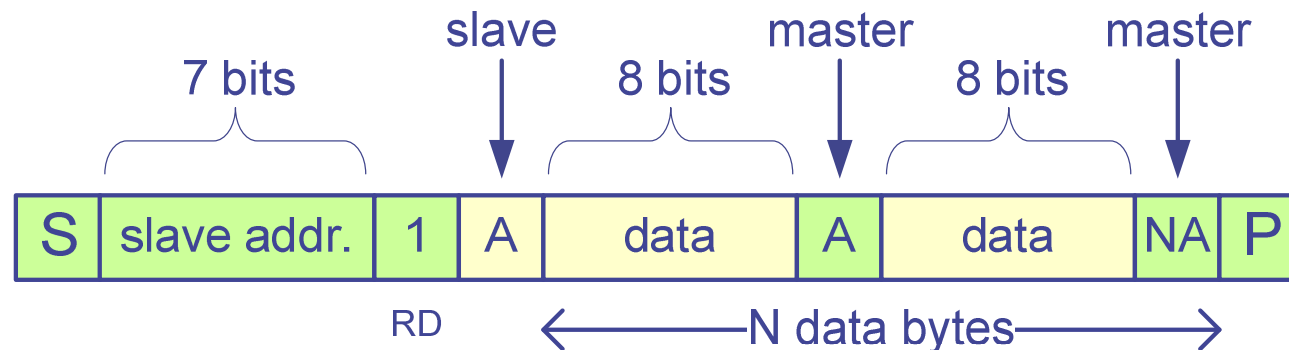 slave master master
7 bits 8 bits 8 bits
S slave addr. 1 A data A data NA P
RD N data bytes